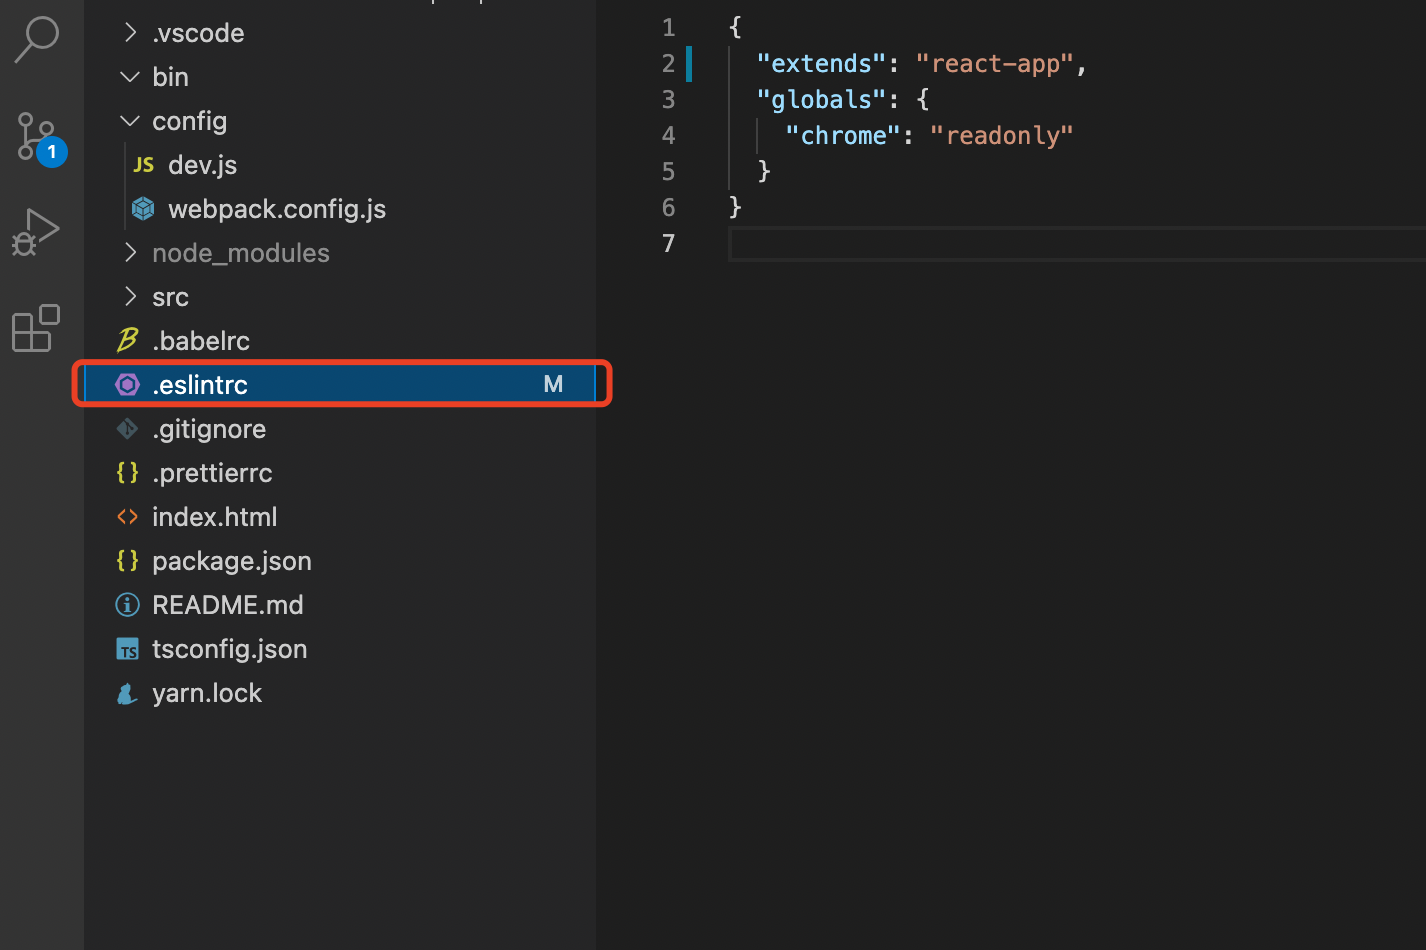 .vscode
bin
config
JS dev.js
webpack.config.js
node_modules
src
.babelrc
.eslintrc M
.gitignore
{} .prettierrc
<> index.html
{} package.json
README.md
TS tsconfig.json
yarn.lock
1
1 {
2 "extends": "react-app",
3 "globals": {
4 "chrome": "readonly"
5 }
6 }
7